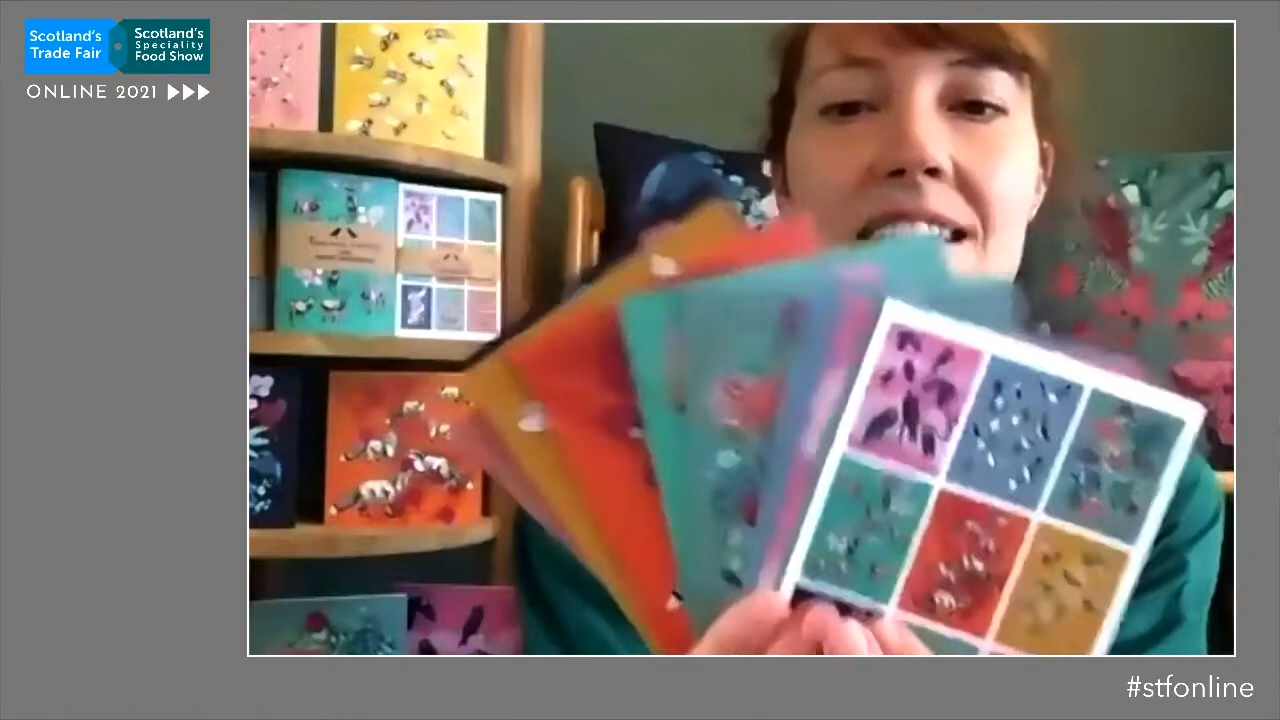 Scotland's
Trade Fair
Scotland's
Speciality
Food Show
ONLINE 2021
#stfonline